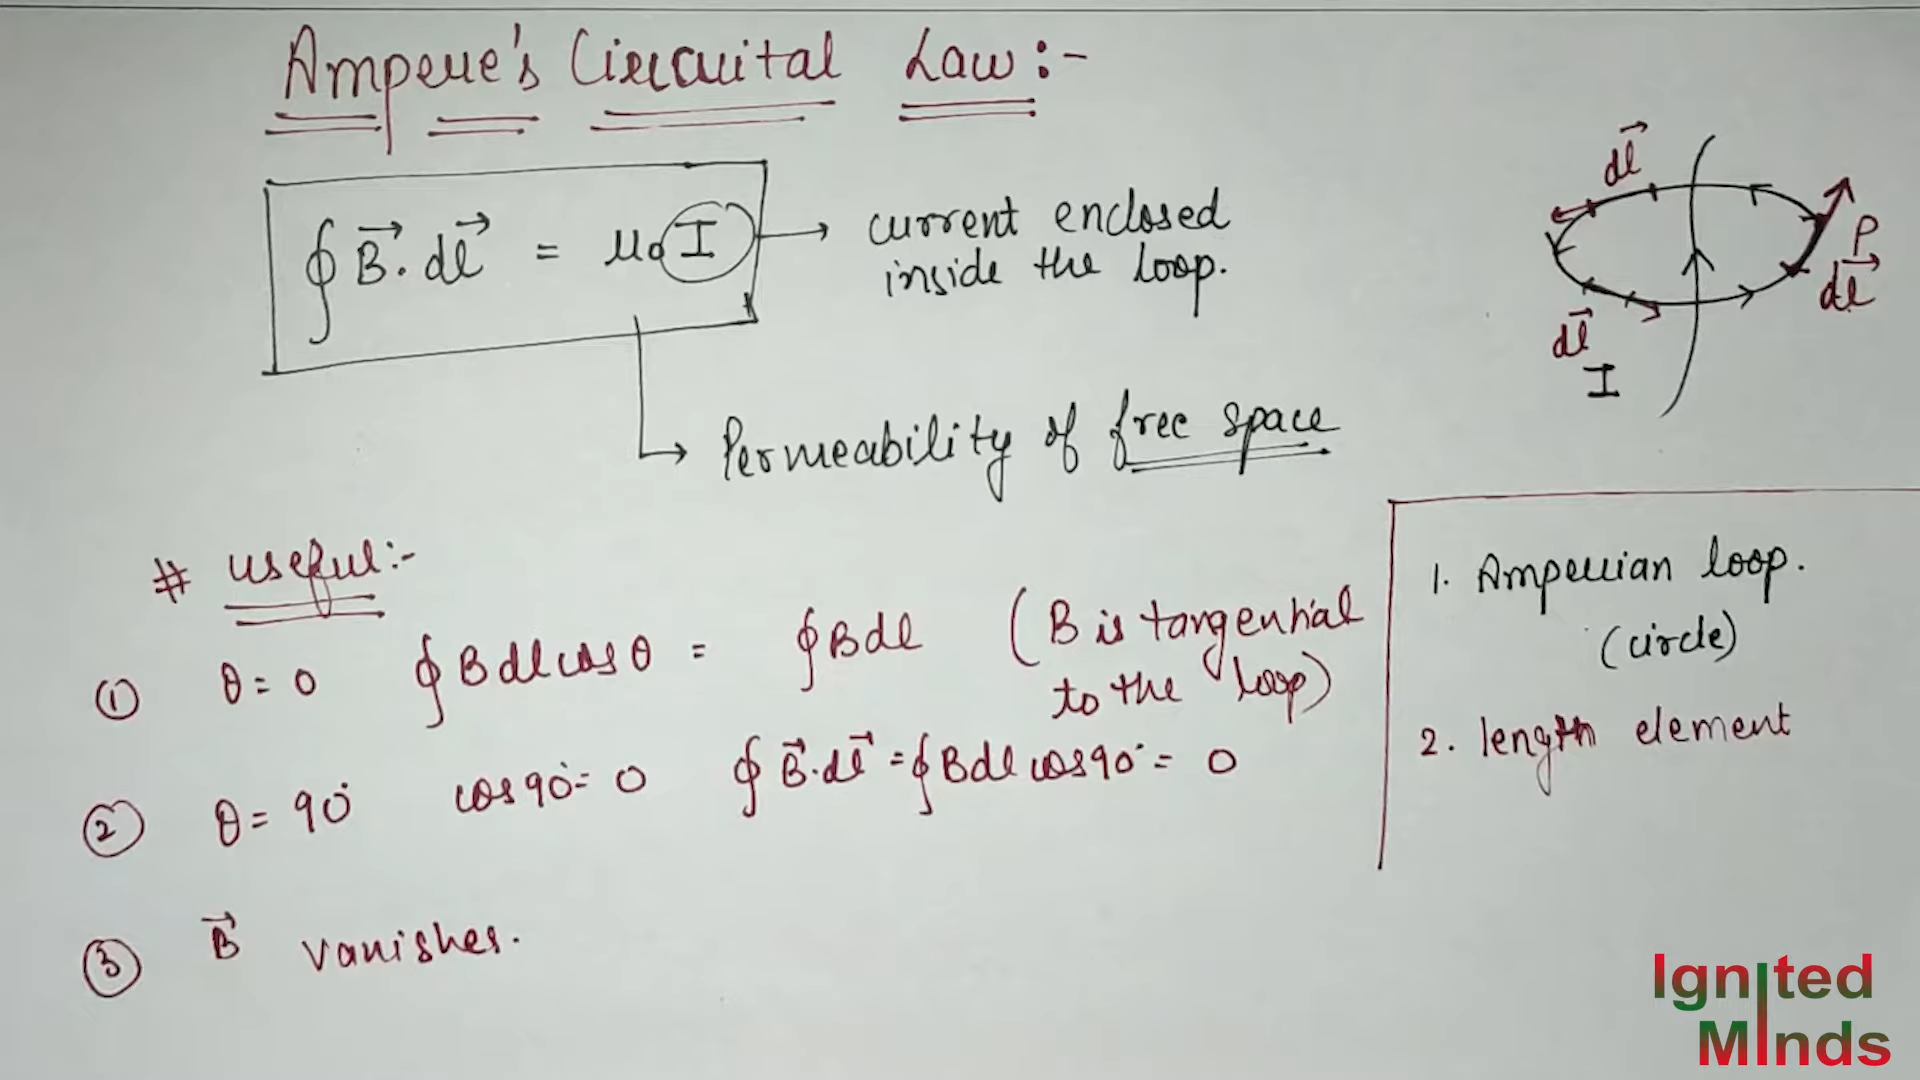 Ampere's Circuital Law:-
∮ B⃗. dl⃗ = μ₀ I → current enclosed
inside the loop.
→ Permeability of free space
dl⃗
P
dl⃗
dl⃗
I
# useful:-
① θ = 0 ∮ B dl cos θ = ∮ B dl (B is tangential
to the loop)
② θ = 90° cos 90° = 0 ∮ B⃗.dl⃗ = ∮ B dl cos 90° = 0
③ B⃗ vanishes.
1. Amperian loop.
(circle)
2. length element
Ignited
Minds